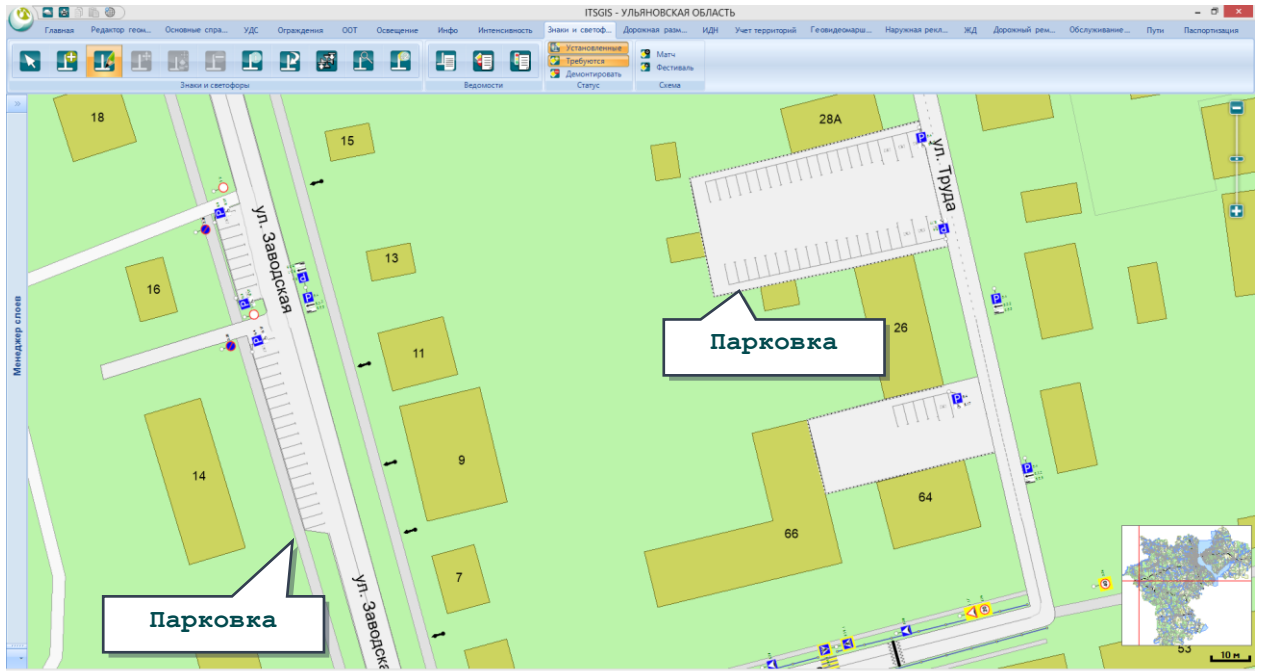 ITSGIS - УЛЬЯНОВСКАЯ ОБЛАСТЬ
Главная Редактор геом... Основные спра... УДС Ограждения ООТ Освещение Инфо Интенсивность Знаки и светоф... Дорожная разм... ИДН Учет территорий Геовидеомарш... Наружная рекл... ЖД Дорожный рем... Обслуживание ... Пути Паспортизация
Установленные
Требуются
Демонтировать
Матч
Фестиваль
Знаки и светофоры Ведомости Статус Схема
Менеджер слоев
18
15
28А
ул. Труда
ул. Заводская
13
16
Парковка
26
11
9
14
64
66
7
ул. Заводска
Парковка
53
10 м